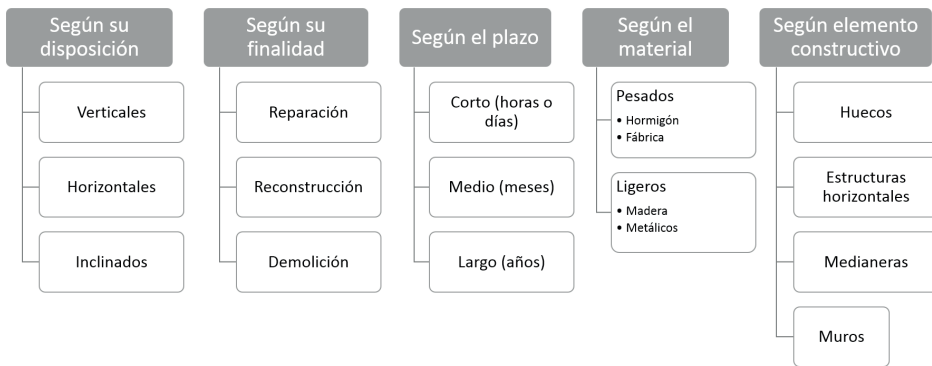 Según su
disposición
Verticales
Horizontales
Inclinados
Según su
finalidad
Reparación
Reconstrucción
Demolición
Según el plazo
Corto (horas o
días)
Medio (meses)
Largo (años)
Según el
material
Pesados
• Hormigón
• Fábrica
Ligeros
• Madera
• Metálicos
Según elemento
constructivo
Huecos
Estructuras
horizontales
Medianeras
Muros